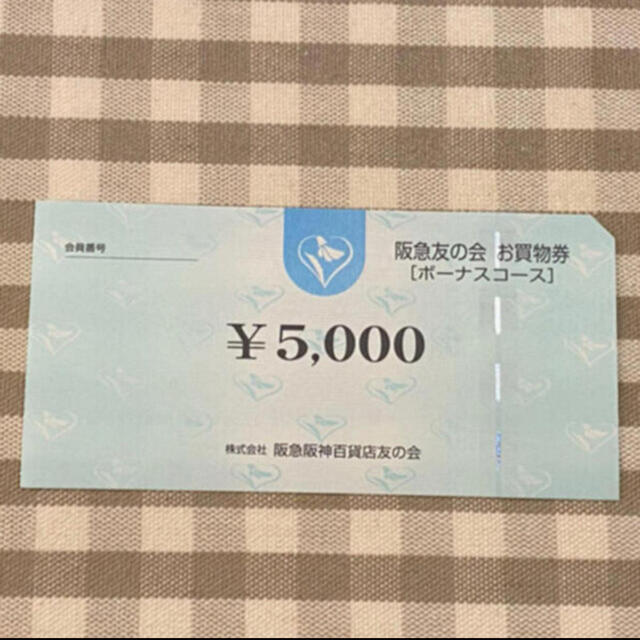 会員番号
阪急友の会 お買物券
[ボーナスコース]
￥5,000
株式会社 阪急阪神百貨店友の会